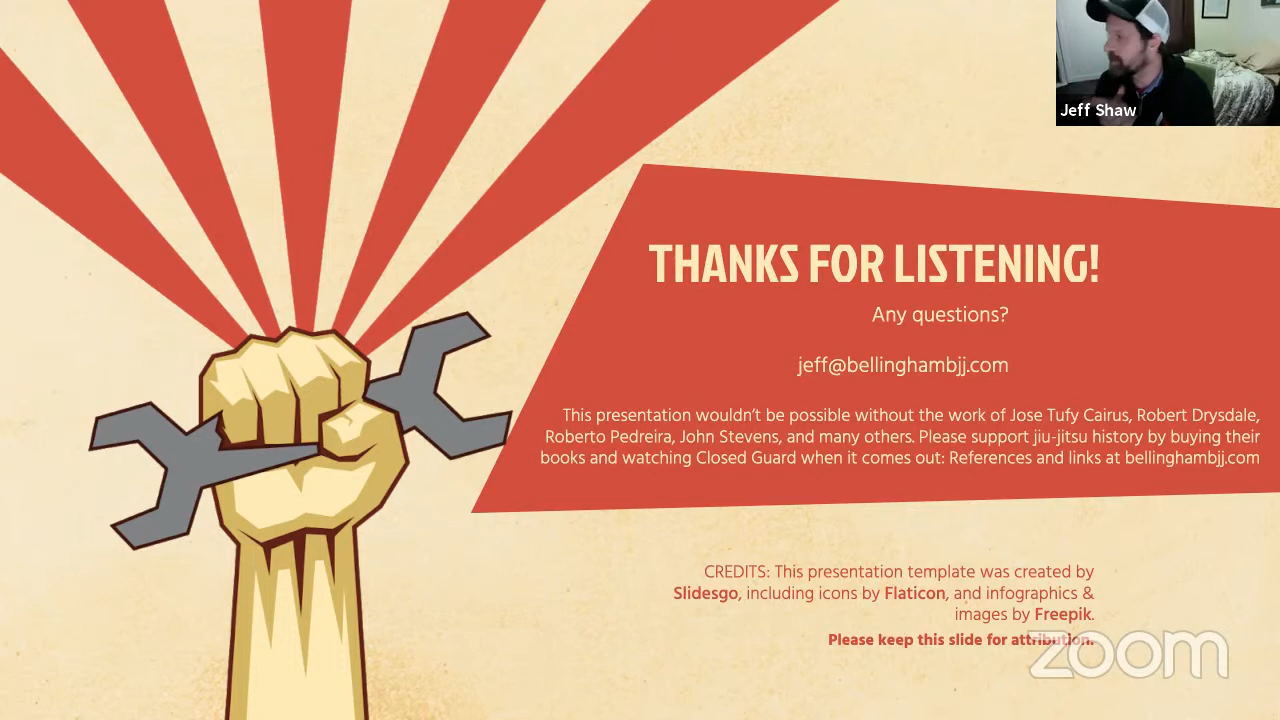 Jeff Shaw
THANKS FOR LISTENING!
Any questions?
jeff@bellinghambjj.com
This presentation wouldn't be possible without the work of Jose Tufy Cairus, Robert Drysdale,
Roberto Pedreira, John Stevens, and many others. Please support jiu-jitsu history by buying their
books and watching Closed Guard when it comes out: References and links at bellinghambjj.com
CREDITS: This presentation template was created by
Slidesgo, including icons by Flaticon, and infographics &
images by Freepik.
Please keep this slide for attribution.
zoom